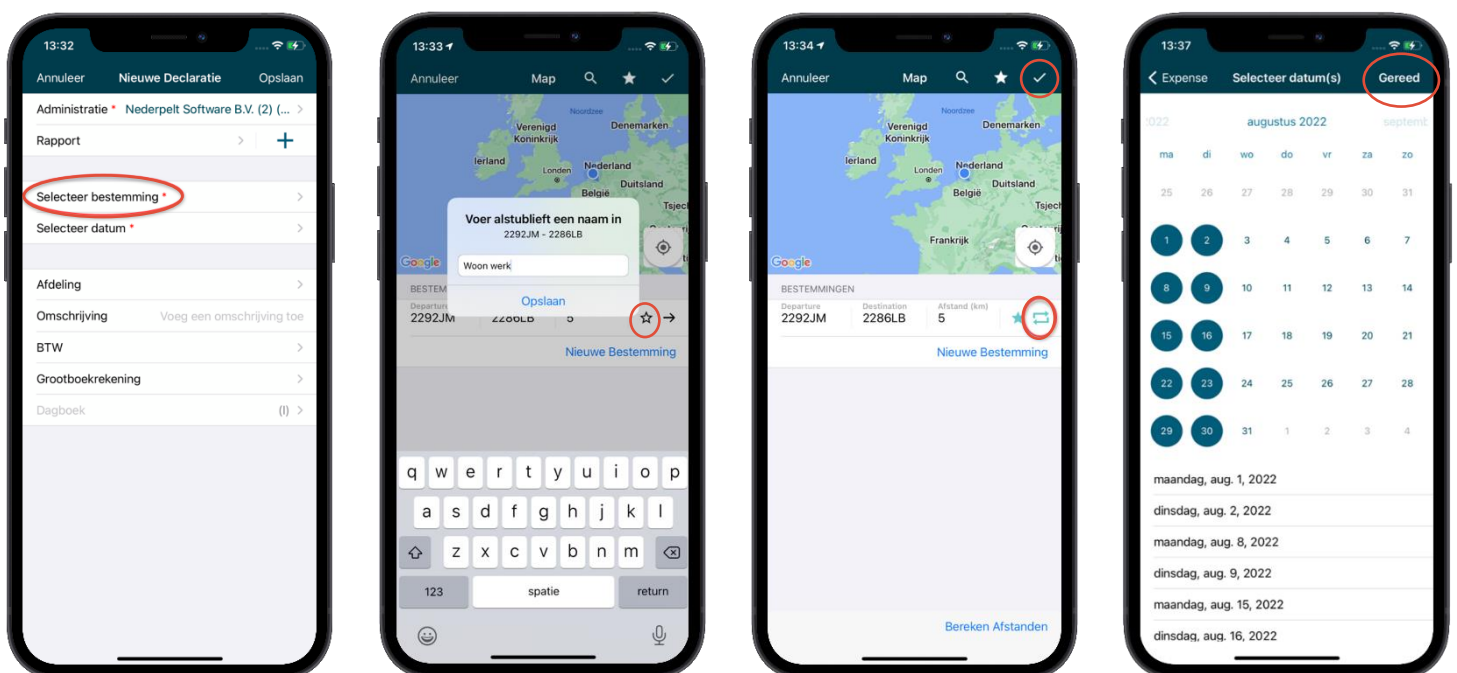 13:32
Annuleer Nieuwe Declaratie Opslaan
Administratie * Nederpelt Software B.V. (2) (...
Rapport
Selecteer bestemming *
Selecteer datum *
Afdeling
Omschrijving Voeg een omschrijving toe
BTW
Grootboekrekening
Dagboek (I)
13:33
Annuleer Map
Noordzee
Verenigd Koninkrijk
Denemarken
Ierland
Nederland
Londen
Duitsland
België
Tsjecl
Voer alstublieft een naam in
2292JM - 2286LB
Google
Woon werk
Opslaan
BESTEM
Departure
2292JM 2286LB 5
Nieuwe Bestemming
q w e r t y u i o p
a s d f g h j k l
z x c v b n m
123 spatie return
13:34
Annuleer Map
Noordzee
Verenigd Koninkrijk
Denemarken
Ierland
Nederland
Londen
Duitsland
België
Tsjecl
Frankrijk
Google
BESTEMMINGEN
Departure Destination Afstand (km)
2292JM 2286LB 5
Nieuwe Bestemming
Bereken Afstanden
13:37
Expense Selecteer datum(s) Gereed
2022 augustus 2022 septemb
ma di wo do vr za zo
25 26 27 28 29 30 31
1 2 3 4 5 6 7
8 9 10 11 12 13 14
15 16 17 18 19 20 21
22 23 24 25 26 27 28
29 30 31 1 2 3 4
maandag, aug. 1, 2022
dinsdag, aug. 2, 2022
maandag, aug. 8, 2022
dinsdag, aug. 9, 2022
maandag, aug. 15, 2022
dinsdag, aug. 16, 2022